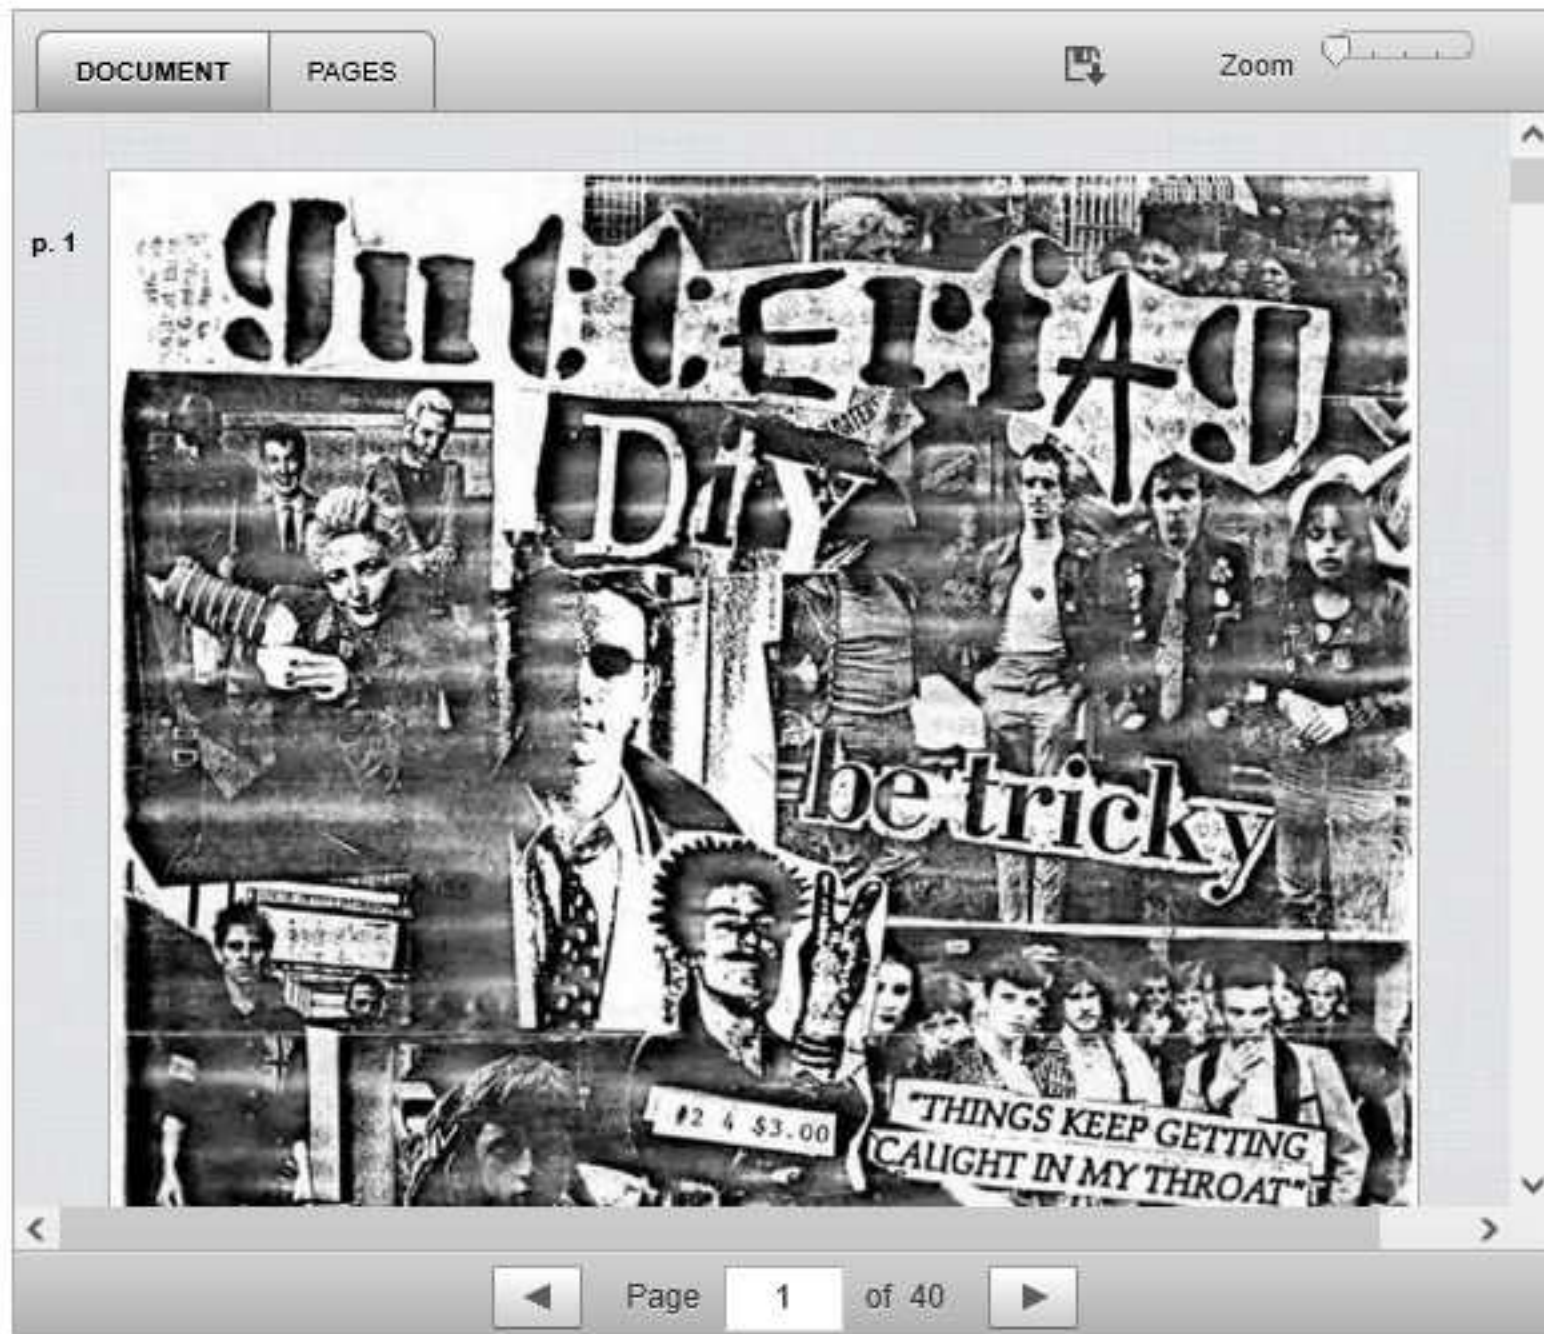 DOCUMENT PAGES Zoom
p. 1
gutterfAg
DiY
be tricky
#2 4 $3.00
"THINGS KEEP GETTING
CAUGHT IN MY THROAT"
Page 1 of 40